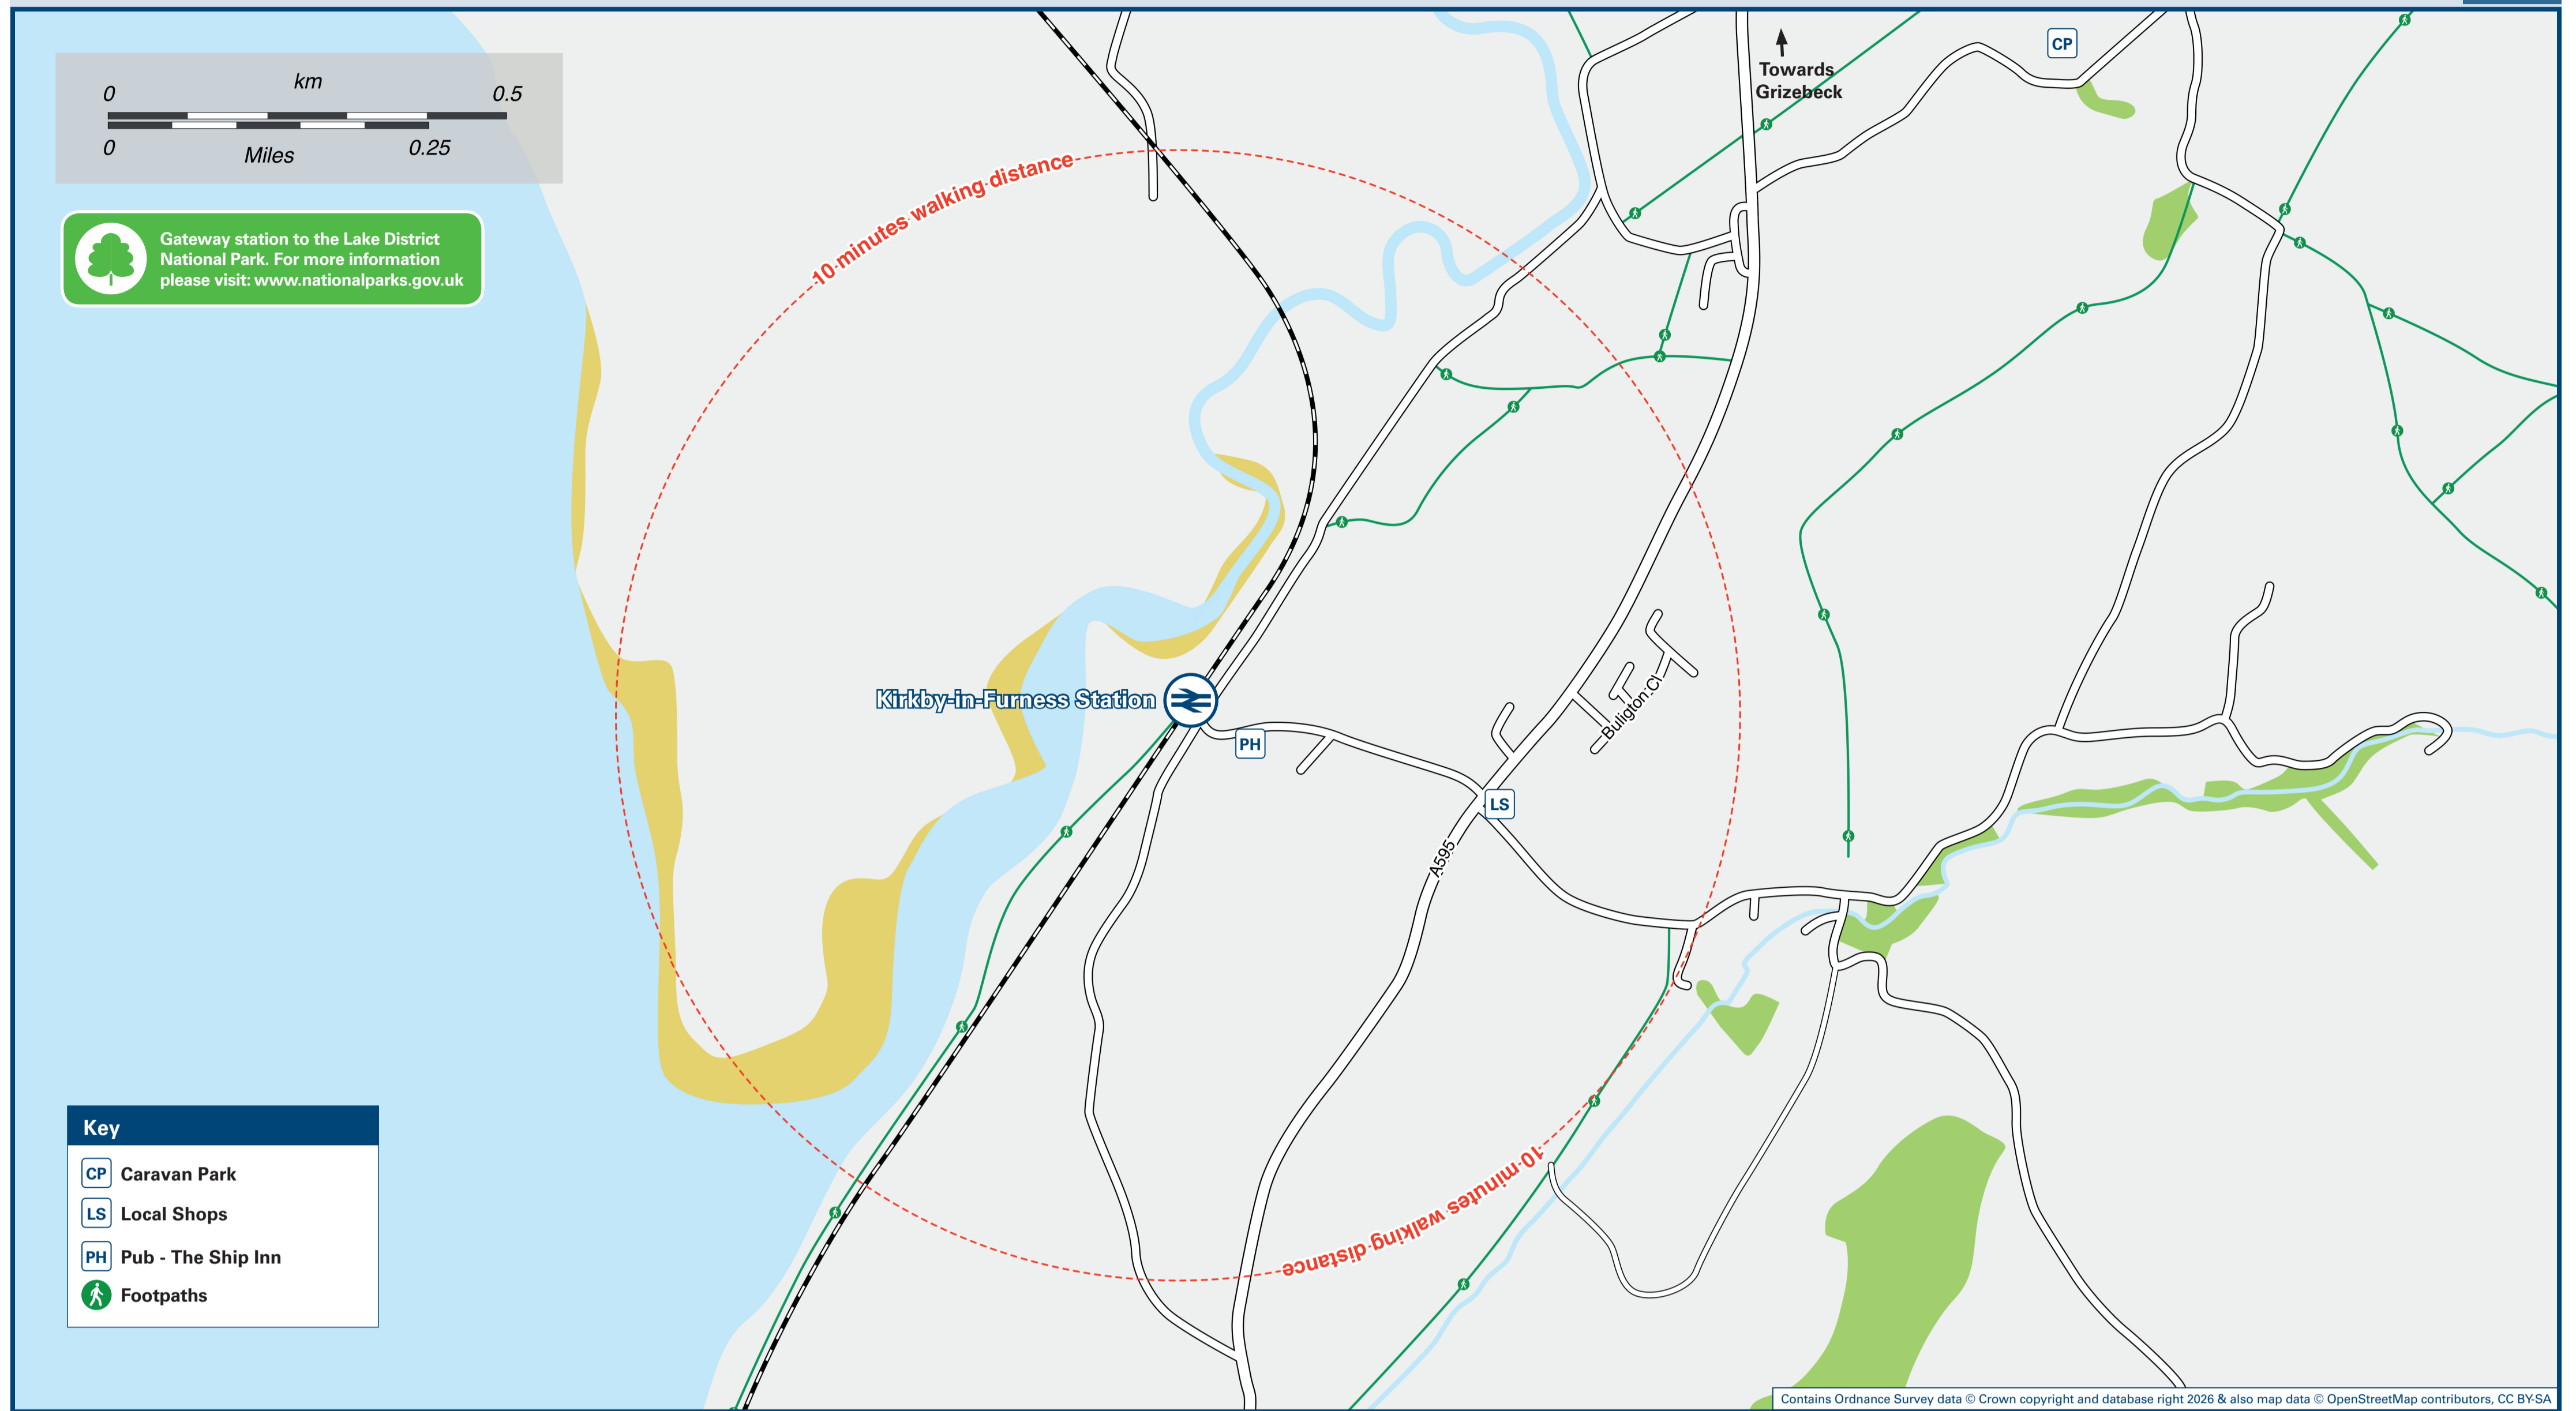 km
0 0.5
0 0.25
Miles
Gateway station to the Lake District
National Park. For more information
please visit: www.nationalparks.gov.uk
Towards
Grizebeck
CP
10 minutes walking distance
Kirkby-in-Furness Station
PH
LS
Buligton Cl
A595
10 minutes walking distance
Key
CP Caravan Park
LS Local Shops
PH Pub - The Ship Inn
Footpaths
Contains Ordnance Survey data © Crown copyright and database right 2026 & also map data © OpenStreetMap contributors, CC BY-SA